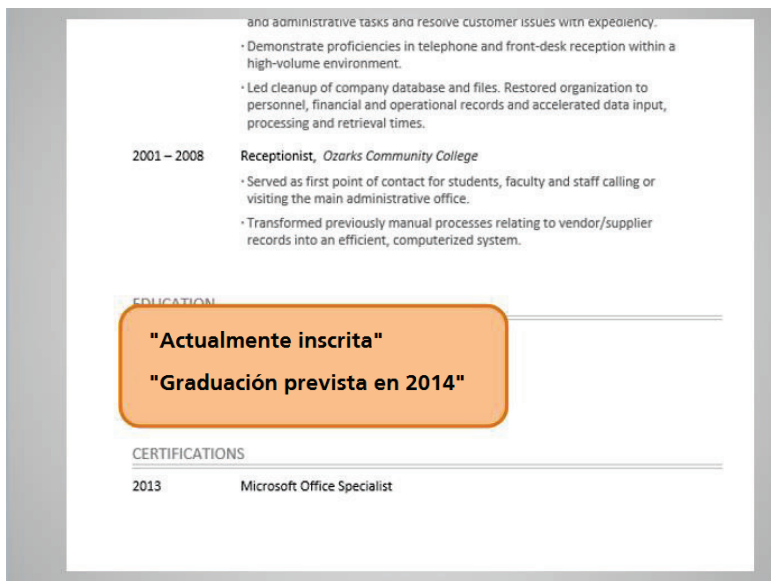 and administrative tasks and resolve customer issues with expediency.
· Demonstrate proficiencies in telephone and front-desk reception within a
high-volume environment.
· Led cleanup of company database and files. Restored organization to
personnel, financial and operational records and accelerated data input,
processing and retrieval times.
2001 – 2008 Receptionist, Ozarks Community College
· Served as first point of contact for students, faculty and staff calling or
visiting the main administrative office.
· Transformed previously manual processes relating to vendor/supplier
records into an efficient, computerized system.
EDUCATION
"Actualmente inscrita"
"Graduación prevista en 2014"
CERTIFICATIONS
2013 Microsoft Office Specialist